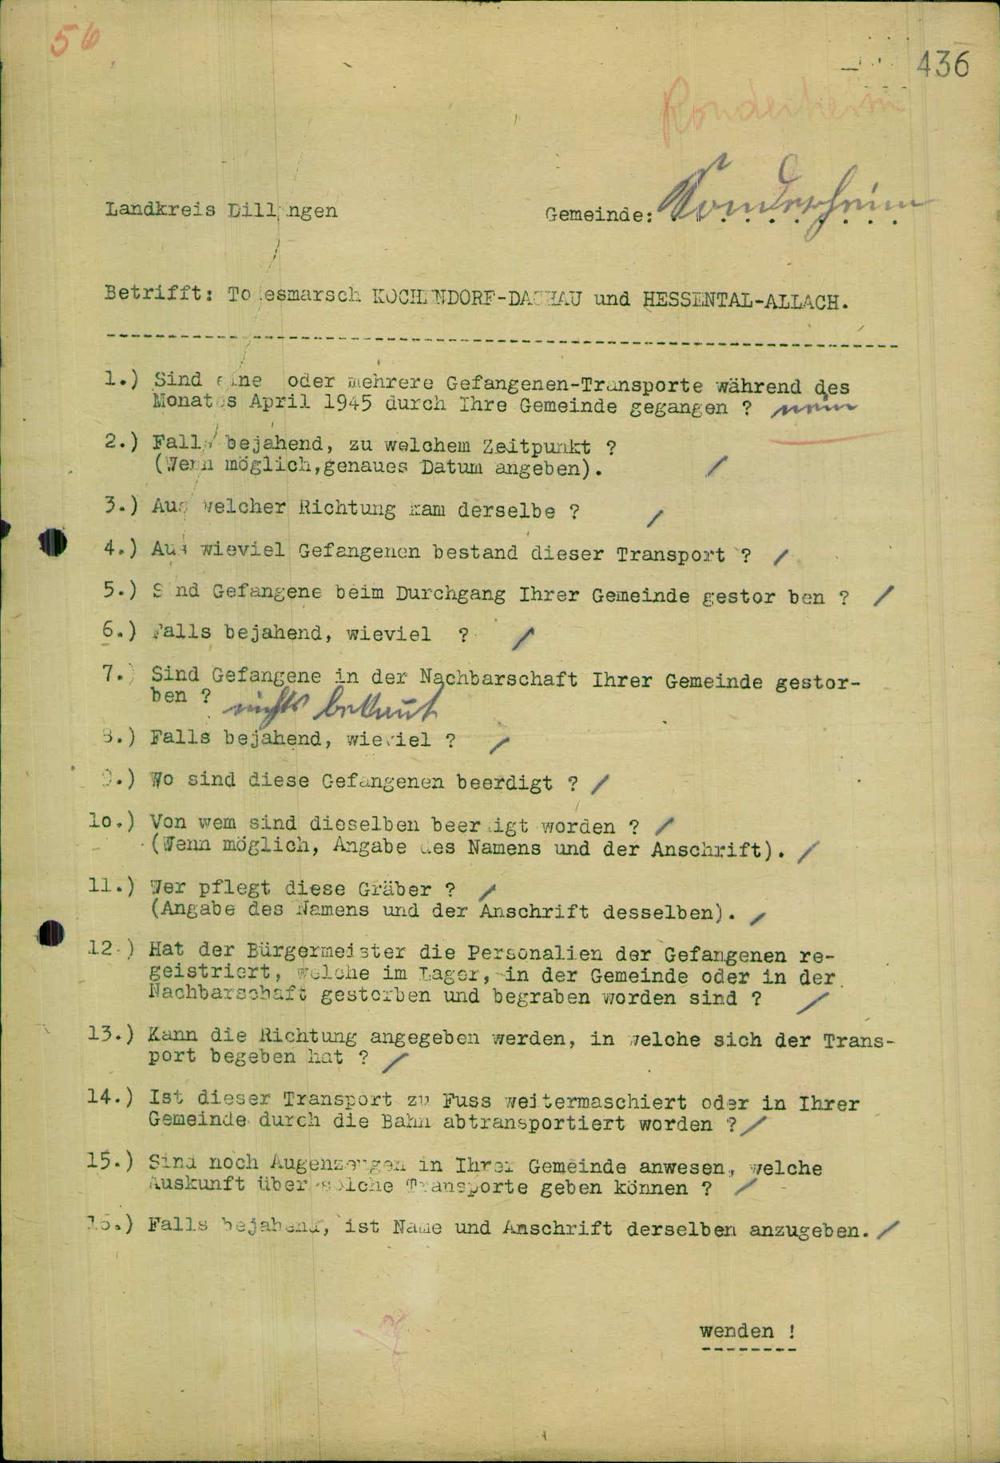 56
436
Ronderheim
Landkreis Dillingen Gemeinde: Sonderheim
Betrifft: Todesmarsch KOCHENDORF-DACHAU und HESSENTAL-ALLACH.
1.) Sind eine oder mehrere Gefangenen-Transporte während des
Monates April 1945 durch Ihre Gemeinde gegangen ? nein
2.) Falls bejahend, zu welchem Zeitpunkt ?
(Wenn möglich,genaues Datum angeben). /
3.) Aus welcher Richtung kam derselbe ? /
4.) Aus wieviel Gefangenen bestand dieser Transport ? /
5.) Sind Gefangene beim Durchgang Ihrer Gemeinde gestor ben ? /
6.) Falls bejahend, wieviel ? /
7.) Sind Gefangene in der Nachbarschaft Ihrer Gemeinde gestor-
ben ? nichts bekannt
8.) Falls bejahend, wieviel ? /
9.) Wo sind diese Gefangenen beerdigt ? /
10.) Von wem sind dieselben beerdigt worden ? /
(Wenn möglich, Angabe des Namens und der Anschrift). /
11.) Wer pflegt diese Gräber ? /
(Angabe des Namens und der Anschrift desselben). /
12.) Hat der Bürgermeister die Personalien der Gefangenen re-
geistriert, welche im Lager, in der Gemeinde oder in der
Nachbarschaft gestorben und begraben worden sind ? /
13.) Kann die Richtung angegeben werden, in welche sich der Trans-
port begeben hat ? /
14.) Ist dieser Transport zu Fuss weitermaschiert oder in Ihrer
Gemeinde durch die Bahn abtransportiert worden ? /
15.) Sind noch Augenzeugen in Ihrer Gemeinde anwesen, welche
Auskunft über solche Transporte geben können ? /
16.) Falls bejahend, ist Name und Anschrift derselben anzugeben. /
wenden !